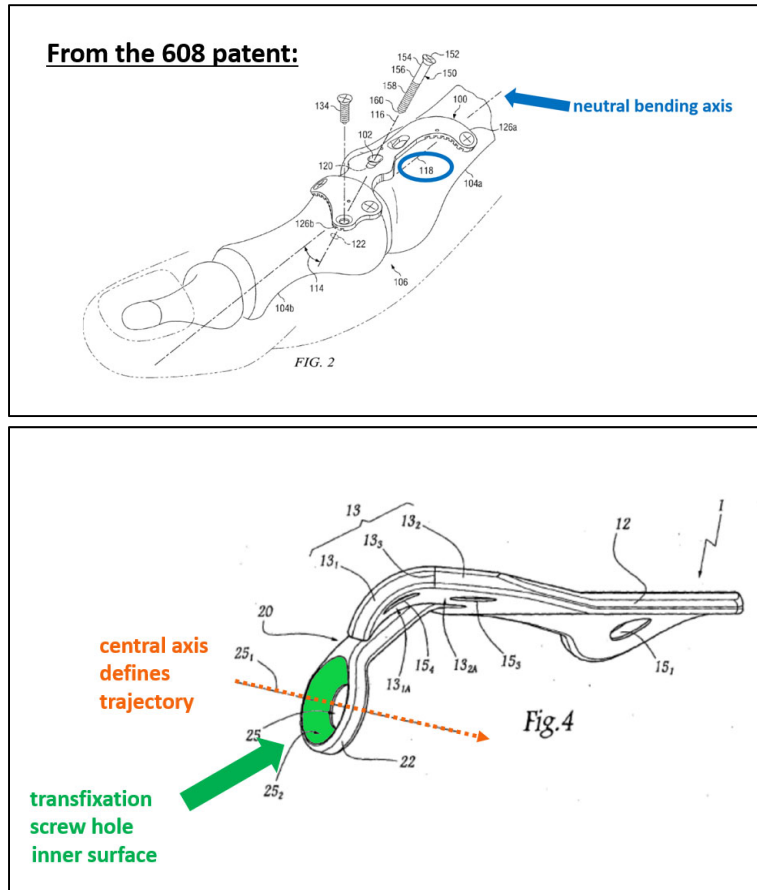 From the 608 patent:
152
154
156
150
158
134
160
100
116
neutral bending axis
102
126a
120
118
104a
126b
122
114
106
104b
FIG. 2
13
13₂
I
13₃
12
13₁
20
central axis
defines
trajectory
25₁
15₄
13₁A
13₂A
15₃
15₁
25
Fig.4
22
25₂
transfixation
screw hole
inner surface